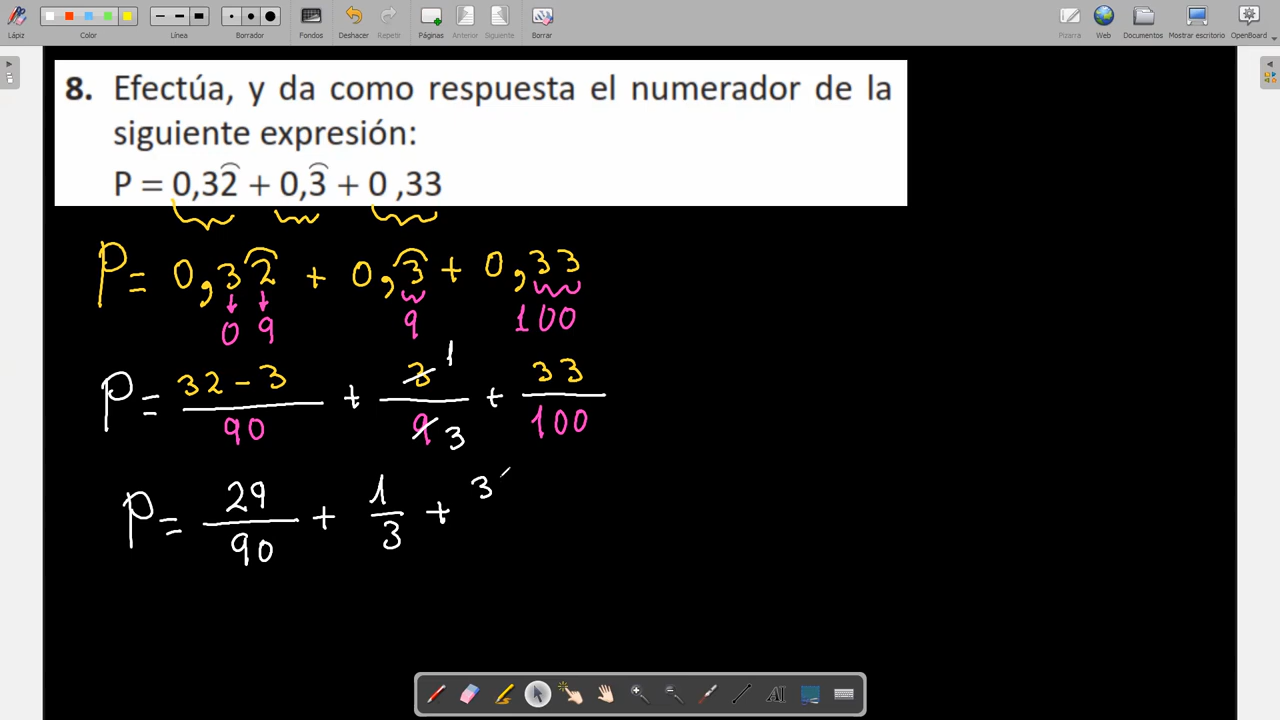 Lápiz Color Línea Borrador Fondos Deshacer Repetir Páginas Anterior Siguiente Borrar Pizarra Web Documentos Mostrar escritorio OpenBoard
8. Efectúa, y da como respuesta el numerador de la
siguiente expresión:
P = 0,32̑ + 0,3̑ + 0 ,33
P = 0,32̑ + 0,3̑ + 0,33
0 9 9 100
1
P = 32 - 3 / 90 + 3 / 9 + 33 / 100
3
P = 29 / 90 + 1 / 3 + 3